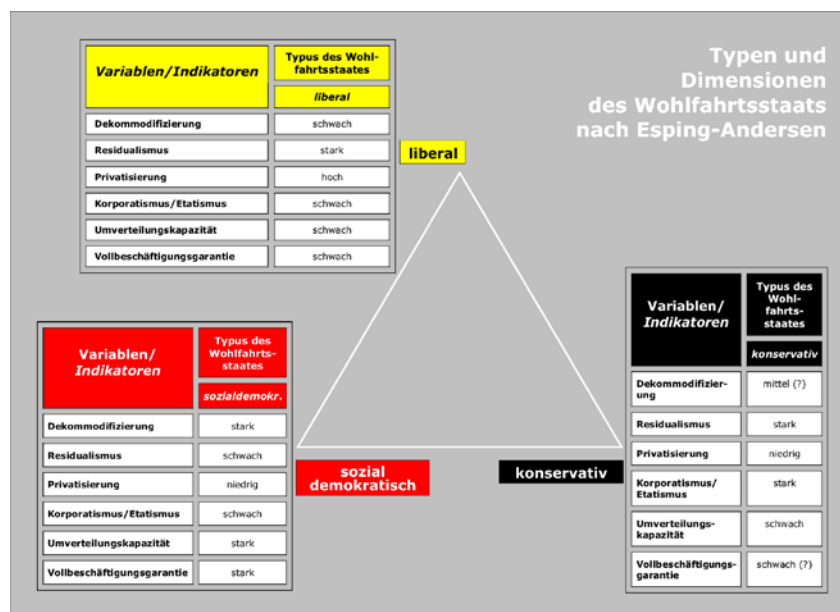 Typen und
Dimensionen
des Wohlfahrtsstaats
nach Esping-Andersen
Variablen/Indikatoren
Typus des Wohl-
fahrtsstaates
liberal
Dekommodifizierung schwach
Residualismus stark
Privatisierung hoch
Korporatismus/Etatismus schwach
Umverteilungskapazität schwach
Vollbeschäftigungsgarantie schwach
liberal
Variablen/
Indikatoren
Typus des
Wohlfahrts-
staates
sozialdemokr.
Dekommodifizierung stark
Residualismus schwach
Privatisierung niedrig
Korporatismus/Etatismus schwach
Umverteilungskapazität stark
Vollbeschäftigungsgarantie stark
sozial
demokratisch
konservativ
Variablen/
Indikatoren
Typus des
Wohl-
fahrts-
staates
konservativ
Dekommodifizier-
ung
mittel (?)
Residualismus stark
Privatisierung niedrig
Korporatismus/
Etatismus
stark
Umverteilungs-
kapazität
schwach
Vollbeschäftigungs-
garantie
schwach (?)